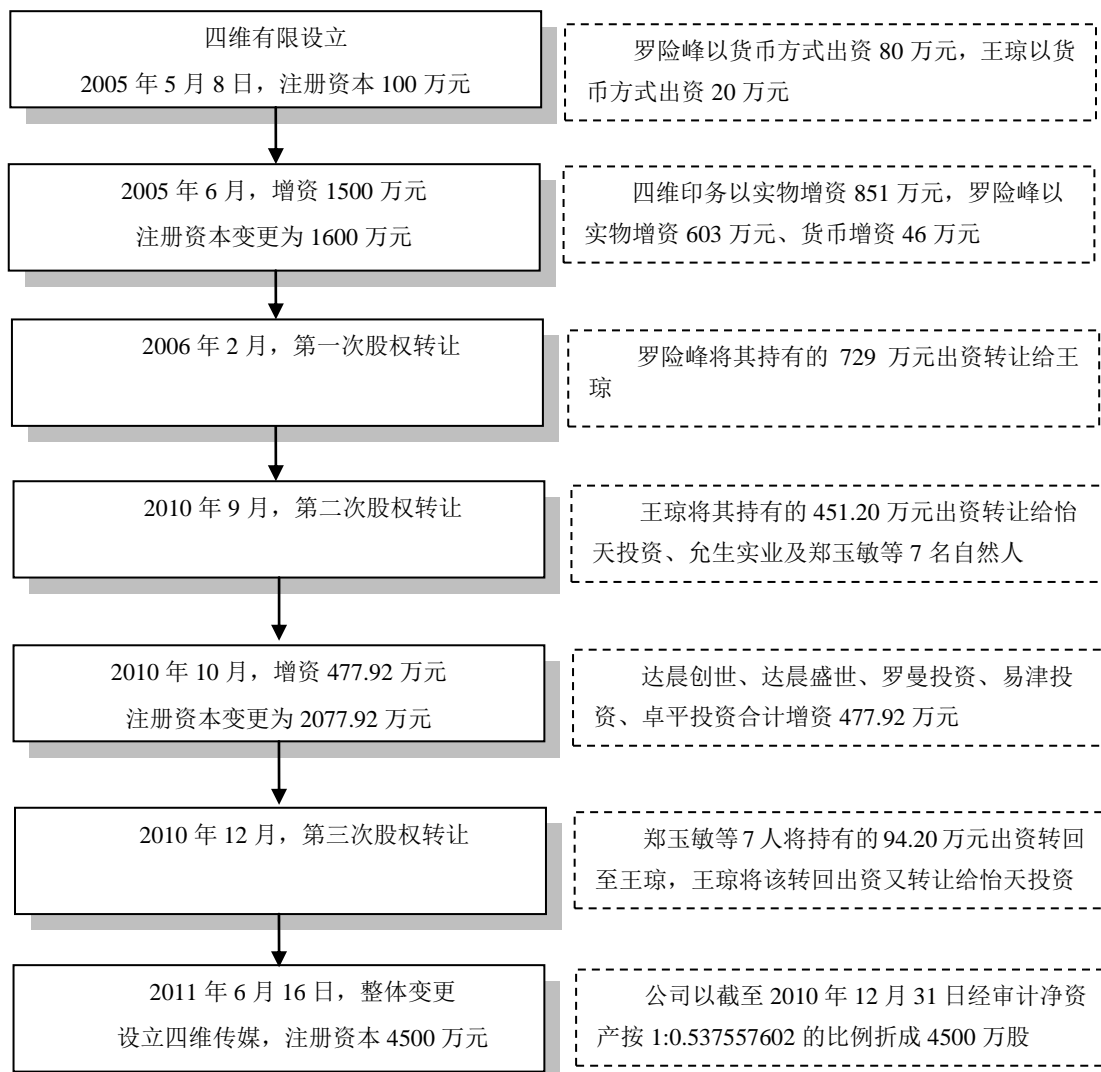 四维有限设立
2005 年 5 月 8 日，注册资本 100 万元
罗险峰以货币方式出资 80 万元，王琼以货
币方式出资 20 万元
2005 年 6 月，增资 1500 万元
注册资本变更为 1600 万元
四维印务以实物增资 851 万元，罗险峰以
实物增资 603 万元、货币增资 46 万元
2006 年 2 月，第一次股权转让
罗险峰将其持有的 729 万元出资转让给王
琼
2010 年 9 月，第二次股权转让
王琼将其持有的 451.20 万元出资转让给怡
天投资、允生实业及郑玉敏等 7 名自然人
2010 年 10 月，增资 477.92 万元
注册资本变更为 2077.92 万元
达晨创世、达晨盛世、罗曼投资、易津投
资、卓平投资合计增资 477.92 万元
2010 年 12 月，第三次股权转让
郑玉敏等 7 人将持有的 94.20 万元出资转回
至王琼，王琼将该转回出资又转让给怡天投资
2011 年 6 月 16 日，整体变更
设立四维传媒，注册资本 4500 万元
公司以截至 2010 年 12 月 31 日经审计净资
产按 1:0.537557602 的比例折成 4500 万股